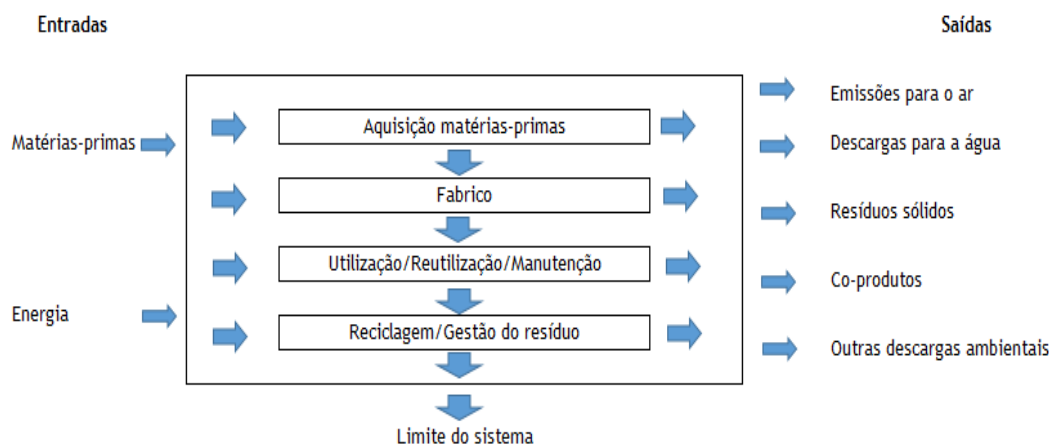 Entradas
Saídas
Matérias-primas
Energia
Aquisição matérias-primas
Fabrico
Utilização/Reutilização/Manutenção
Reciclagem/Gestão do resíduo
Limite do sistema
Emissões para o ar
Descargas para a água
Resíduos sólidos
Co-produtos
Outras descargas ambientais